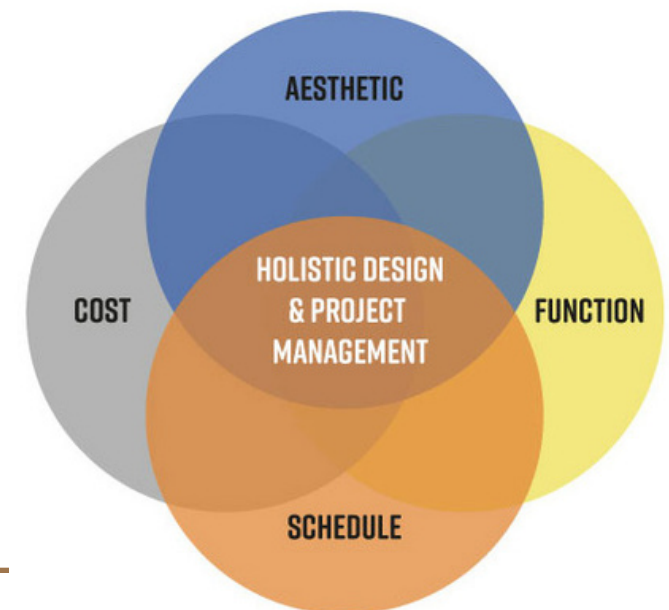 AESTHETIC
HOLISTIC DESIGN
& PROJECT
MANAGEMENT
COST
FUNCTION
SCHEDULE